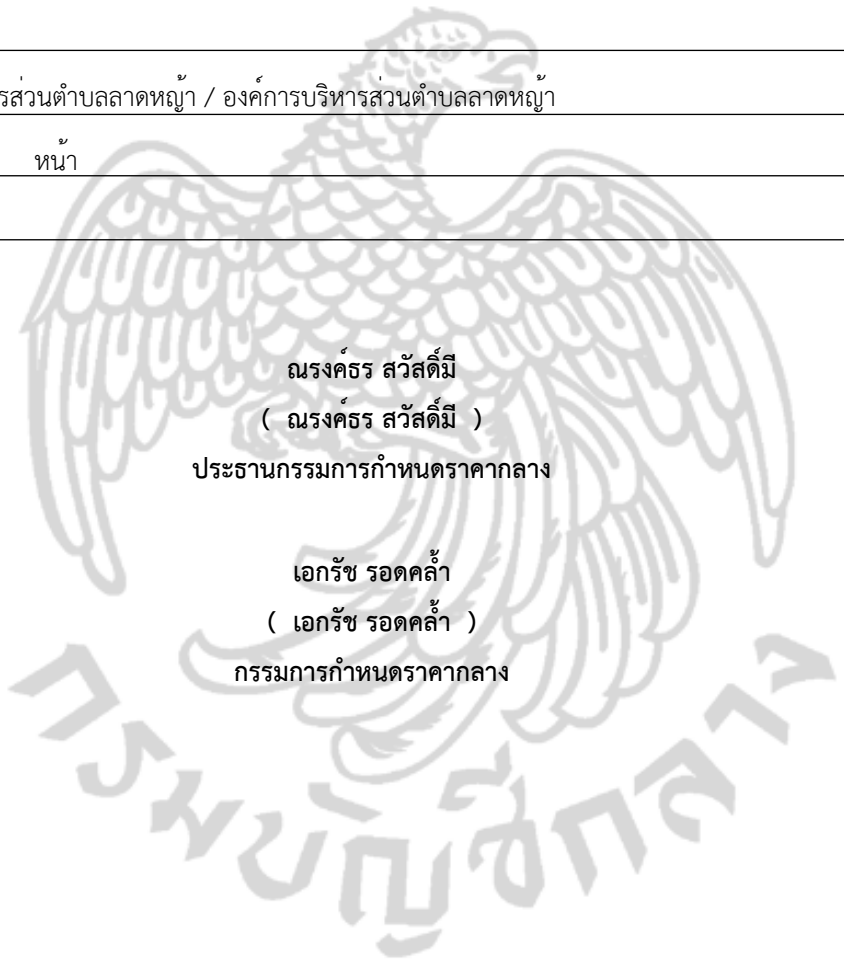 รส่วนตำบลลาดหญ้า / องค์การบริหารส่วนตำบลลาดหญ้า
หน้า
ณรงค์ธร สวัสดิ์มี
( ณรงค์ธร สวัสดิ์มี )
ประธานกรรมการกำหนดราคากลาง
เอกรัช รอดคล้ำ
( เอกรัช รอดคล้ำ )
กรรมการกำหนดราคากลาง
กรมบัญชีกลาง